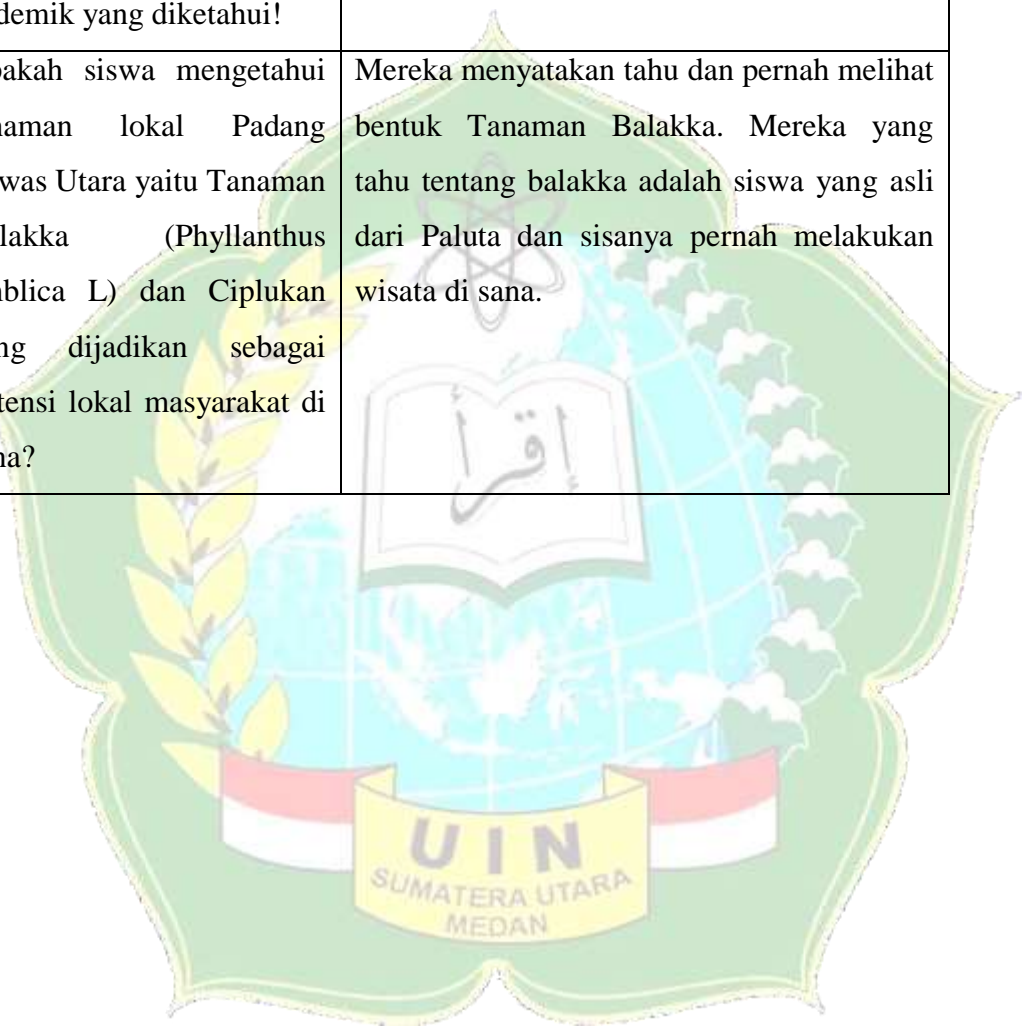 demik yang diketahui!
pakah siswa mengetahui
naman lokal Padang
was Utara yaitu Tanaman
lakka (Phyllanthus
blica L) dan Ciplukan
ng dijadikan sebagai
tensi lokal masyarakat di
na?
Mereka menyatakan tahu dan pernah melihat
bentuk Tanaman Balakka. Mereka yang
tahu tentang balakka adalah siswa yang asli
dari Paluta dan sisanya pernah melakukan
wisata di sana.
إقرأ
UIN
SUMATERA UTARA
MEDAN